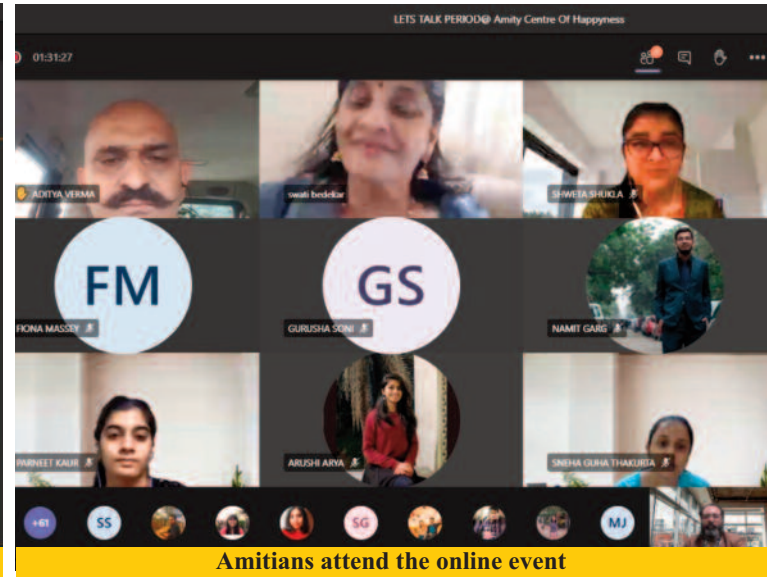 LETS TALK PERIOD@ Amity Centre Of Happyness
01:31:27
ADITYA VERMA
swati bedekar
SHWETA SHUKLA
FM
GS
FIONA MASSEY
GURUSHA SONI
NAMIT GARG
PARNEET KAUR
ARUSHI ARYA
SNEHA GUHA THAKURTA
+61
SS
SG
MJ
Amitians attend the online event